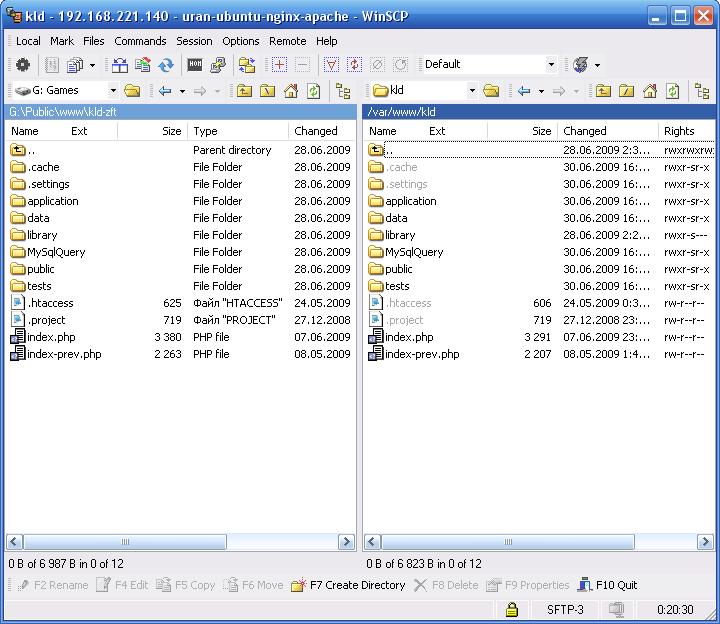 kld - 192.168.221.140 - uran-ubuntu-nginx-apache - WinSCP
Local Mark Files Commands Session Options Remote Help
Default
G: Games kld
G:\Public\www\kld-zft /var/www/kld
Name Ext Size Type Changed Name Ext Size Changed Rights
.. Parent directory 28.06.2009 .. 28.06.2009 2:3... rwxrwxrwx
.cache File Folder 28.06.2009 .cache 30.06.2009 16:... rwxr-sr-x
.settings File Folder 28.06.2009 .settings 30.06.2009 16:... rwxr-sr-x
application File Folder 28.06.2009 application 30.06.2009 16:... rwxr-sr-x
data File Folder 28.06.2009 data 30.06.2009 16:... rwxr-sr-x
library File Folder 28.06.2009 library 28.06.2009 2:2... rwxr-s---
MySqlQuery File Folder 28.06.2009 MySqlQuery 30.06.2009 16:... rwxr-sr-x
public File Folder 28.06.2009 public 30.06.2009 16:... rwxr-sr-x
tests File Folder 28.06.2009 tests 30.06.2009 16:... rwxr-sr-x
.htaccess 625 Файл "HTACCESS" 24.05.2009 .htaccess 606 24.05.2009 0:3... rw-r--r--
.project 719 Файл "PROJECT" 27.12.2008 .project 719 27.12.2008 23:... rw-r--r--
index.php 3 380 PHP file 07.06.2009 index.php 3 291 07.06.2009 23:... rw-r--r--
index-prev.php 2 263 PHP file 08.05.2009 index-prev.php 2 207 08.05.2009 1:4... rw-r--r--
0 B of 6 987 B in 0 of 12 0 B of 6 823 B in 0 of 12
F2 Rename F4 Edit F5 Copy F6 Move F7 Create Directory F8 Delete F9 Properties F10 Quit
SFTP-3 0:20:30